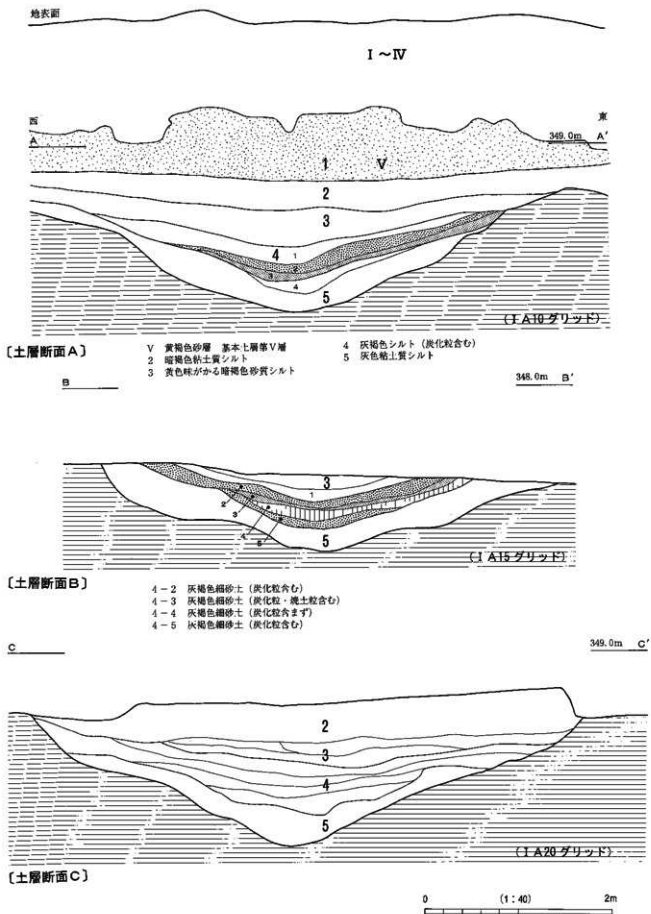 地表面
I～IV
西
A
東
349.0m A′
1 V
2
3
4 1
2
3
4
5
(I A10グリッド)
〔土層断面A〕
V 黄褐色砂層 基本土層第V層
2 暗褐色粘土質シルト
3 黄色味がかる暗褐色砂質シルト
4 灰褐色シルト (炭化粒含む)
5 灰色粘土質シルト
B
348.0m B′
3
1
2
3
4
5
5
(I A15グリッド)
〔土層断面B〕
4-2 灰褐色細砂土 (炭化粒含む)
4-3 灰褐色細砂土 (炭化粒・焼土粒含む)
4-4 灰褐色細砂土 (炭化粒含まず)
4-5 灰褐色細砂土 (炭化粒含む)
C
349.0m C′
2
3
4
5
(I A20グリッド)
〔土層断面C〕
0 (1:40) 2m